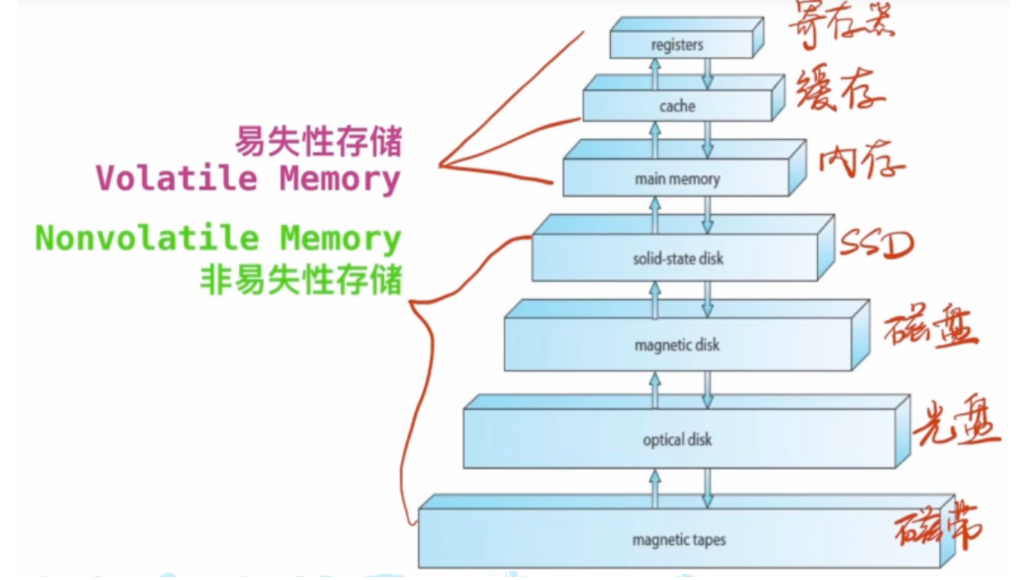 registers 寄存器
cache 缓存
易失性存储
Volatile Memory
main memory 内存
Nonvolatile Memory
非易失性存储
solid-state disk SSD
magnetic disk 磁盘
optical disk 光盘
magnetic tapes 磁带